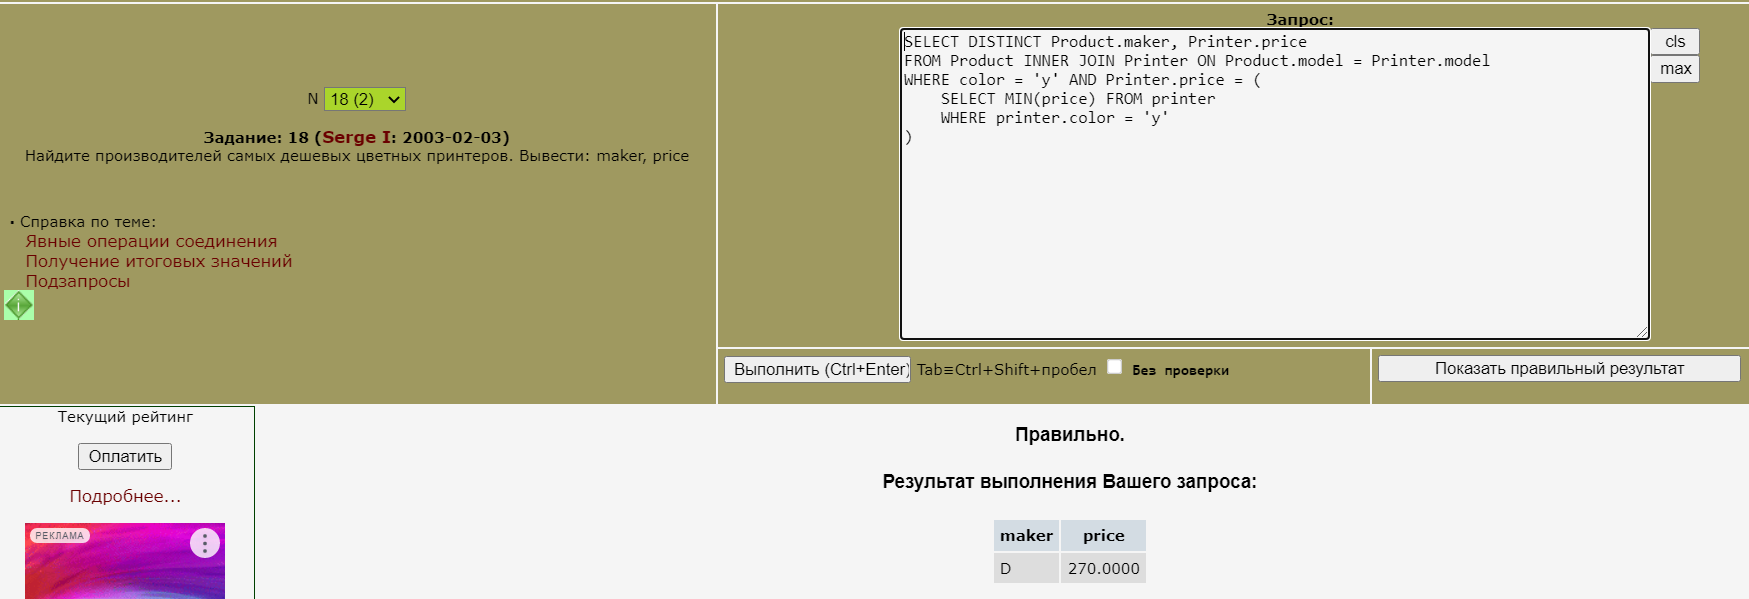 N 18 (2)
Задание: 18 (Serge I: 2003-02-03)
Найдите производителей самых дешевых цветных принтеров. Вывести: maker, price
· Справка по теме:
Явные операции соединения
Получение итоговых значений
Подзапросы
Запрос:
SELECT DISTINCT Product.maker, Printer.price
FROM Product INNER JOIN Printer ON Product.model = Printer.model
WHERE color = 'y' AND Printer.price = (
    SELECT MIN(price) FROM printer
    WHERE printer.color = 'y'
)
cls
max
Выполнить (Ctrl+Enter) Tab≡Ctrl+Shift+пробел Без проверки
Показать правильный результат
Текущий рейтинг
Оплатить
Подробнее...
РЕКЛАМА
Правильно.
Результат выполнения Вашего запроса:
maker price
D 270.0000